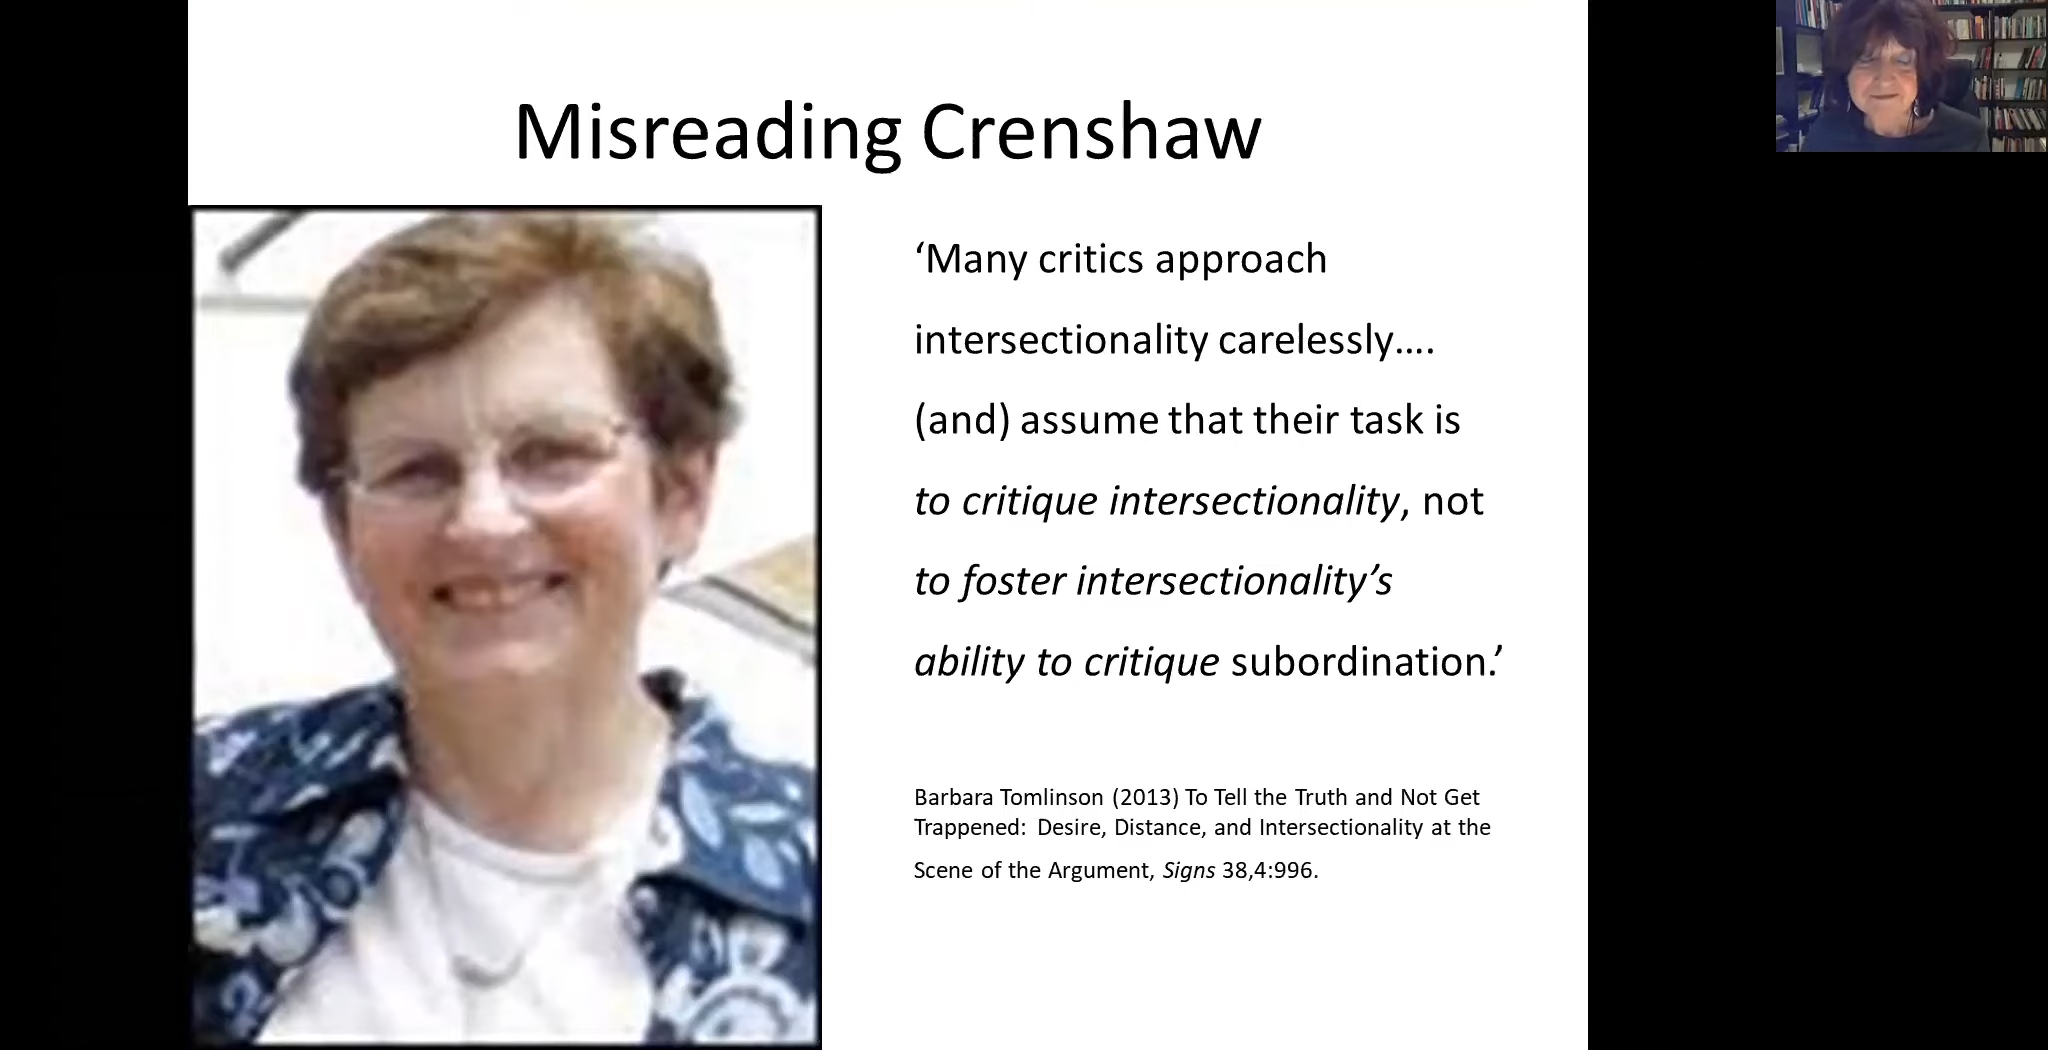 Misreading Crenshaw
‘Many critics approach
intersectionality carelessly....
(and) assume that their task is
to critique intersectionality, not
to foster intersectionality’s
ability to critique subordination.’
Barbara Tomlinson (2013) To Tell the Truth and Not Get
Trappened: Desire, Distance, and Intersectionality at the
Scene of the Argument, Signs 38,4:996.